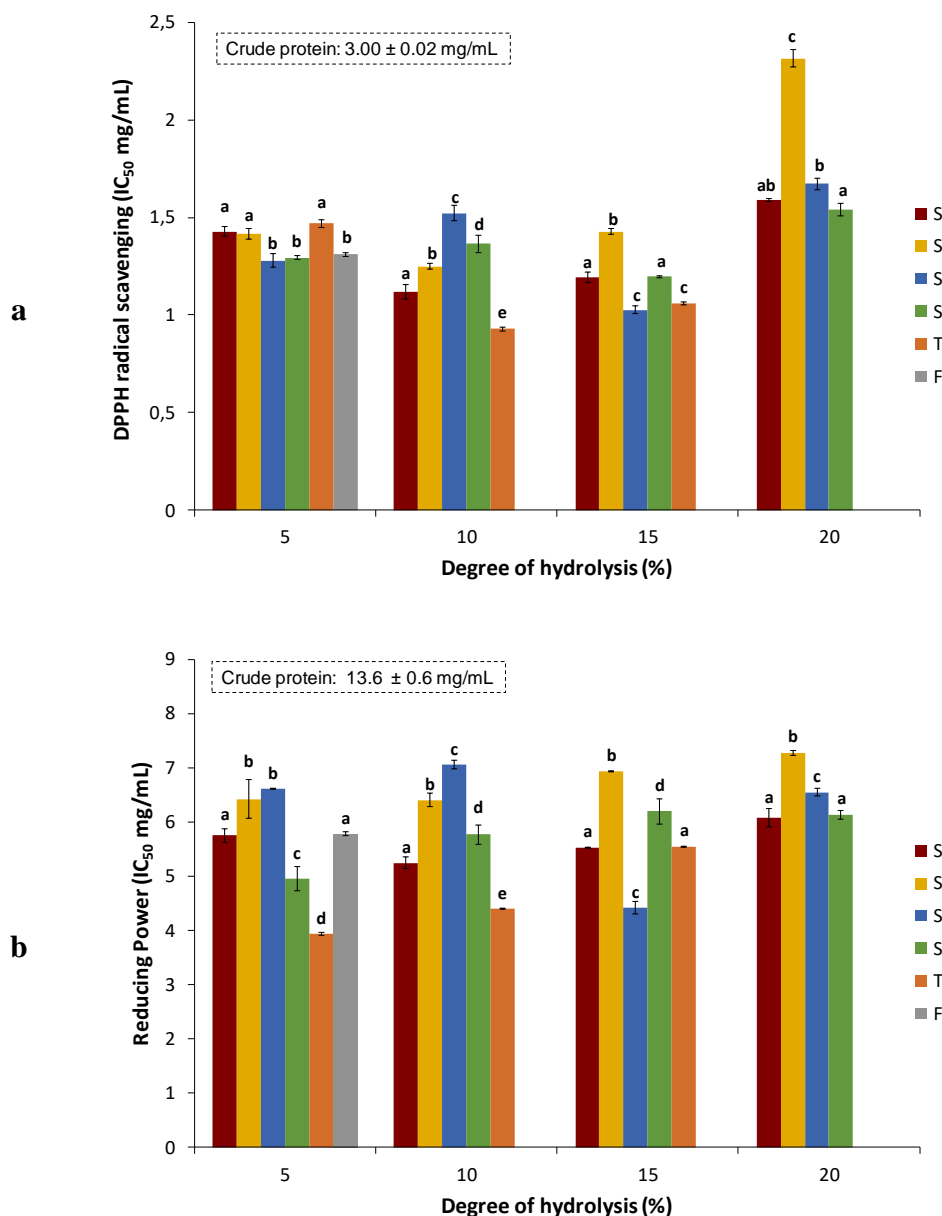 Crude protein: 3.00 ± 0.02 mg/mL
DPPH radical scavenging (IC50 mg/mL)
2,5
2
1,5
1
0,5
0
a a b b a b
a b c d e
a b c a c
ab c b a
5 10 15 20
Degree of hydrolysis (%)
S
S
S
S
T
F
a
Crude protein: 13.6 ± 0.6 mg/mL
Reducing Power (IC50 mg/mL)
9
8
7
6
5
4
3
2
1
0
a b b c d a
a b c d e
a b c d a
a b c a
5 10 15 20
Degree of hydrolysis (%)
S
S
S
S
T
F
b